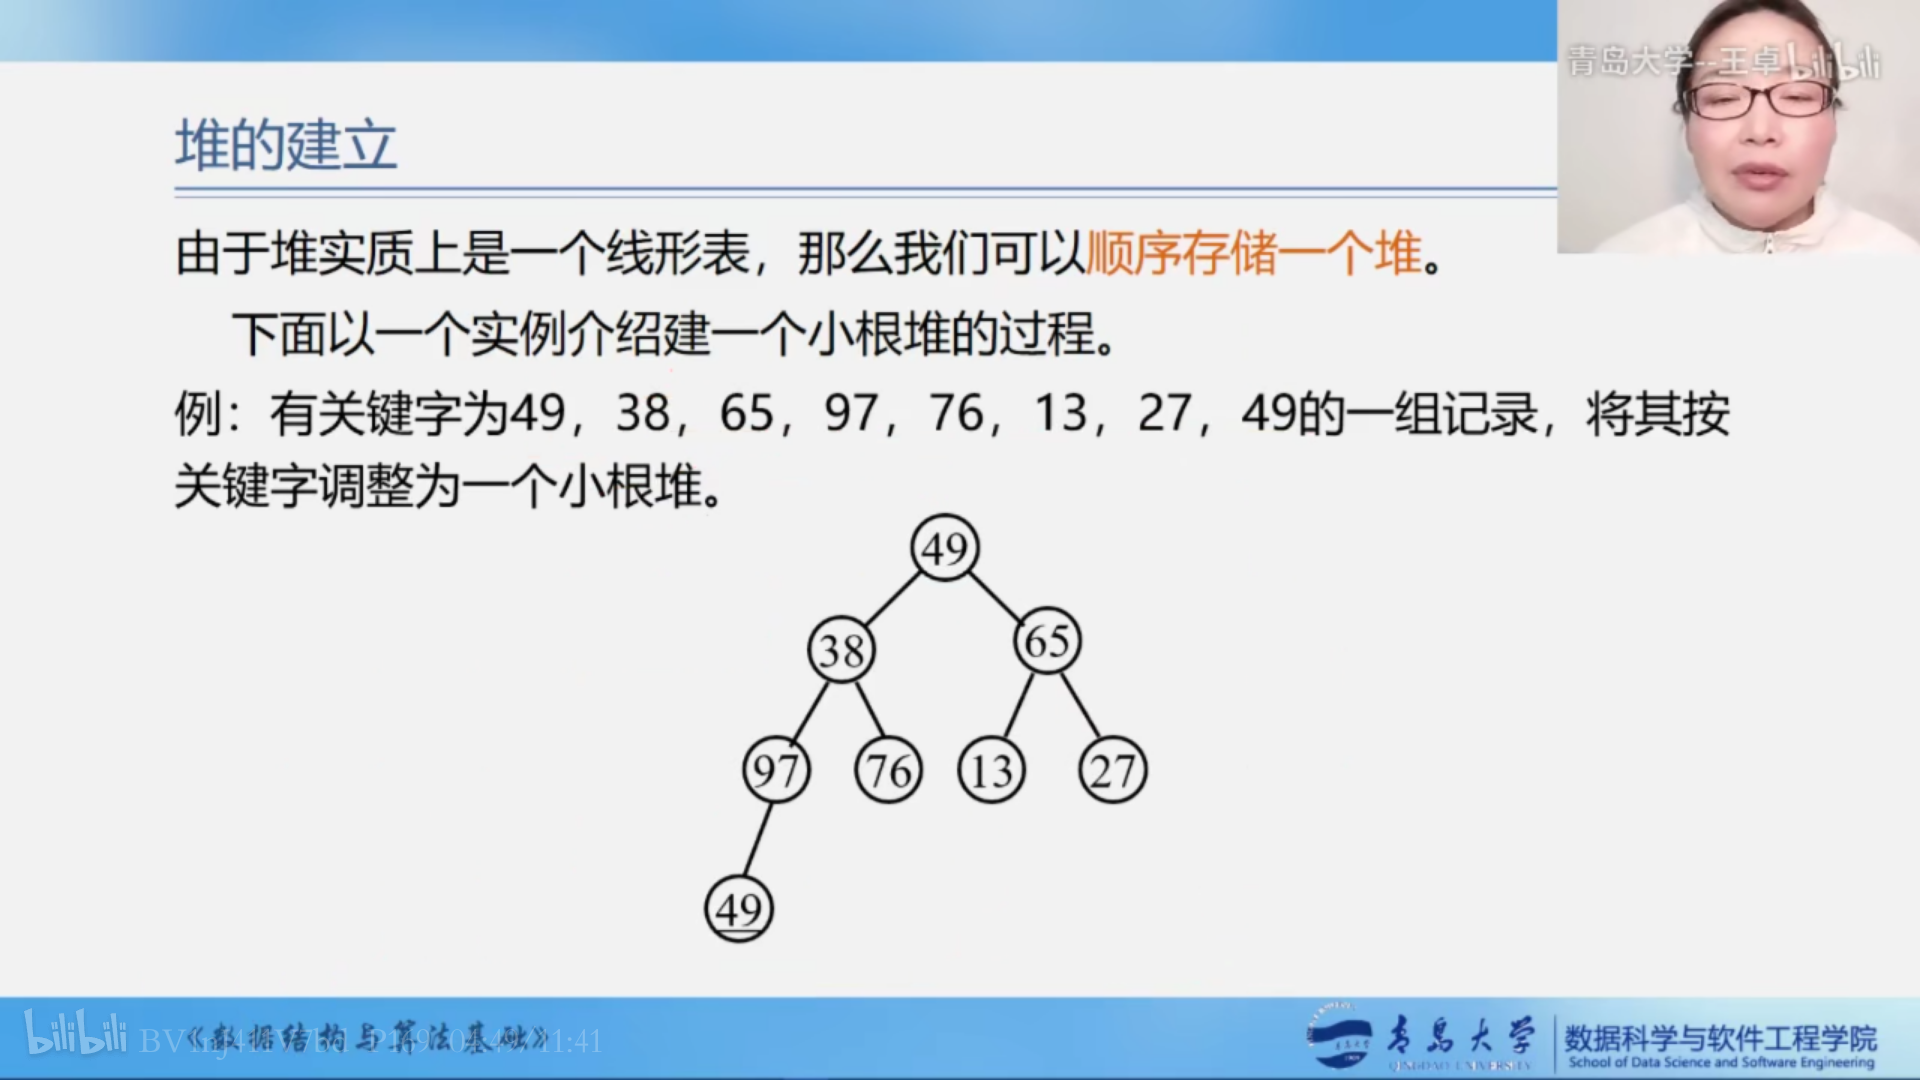 青岛大学--王卓 bilibili
堆的建立
由于堆实质上是一个线形表，那么我们可以顺序存储一个堆。
下面以一个实例介绍建一个小根堆的过程。
例：有关键字为49，38，65，97，76，13，27，49的一组记录，将其按
关键字调整为一个小根堆。
49
38 65
97 76 13 27
49
bilibili
《数据结构与算法基础》
青岛大学 数据科学与软件工程学院
QINGDAO UNIVERSITY School of Data Science and Software Engineering